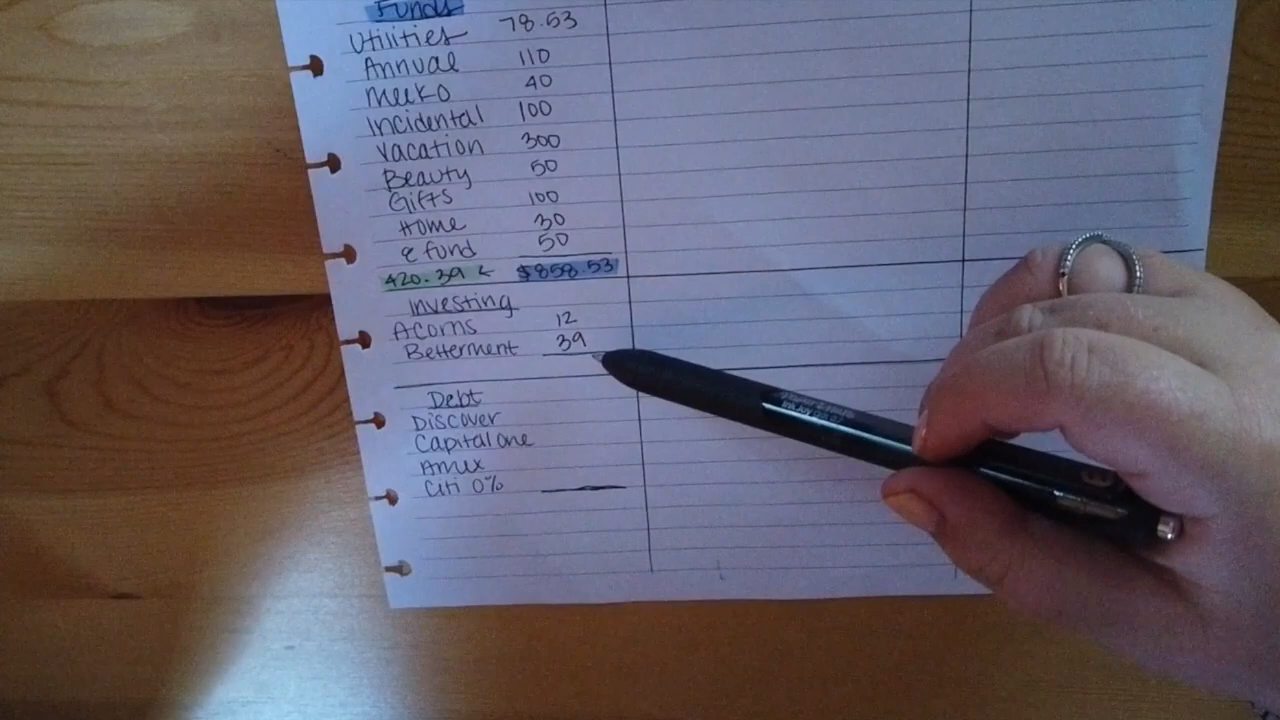 Funds
Utilities 78.53
Annual 110
Meeko 40
Incidental 100
Vacation 300
Beauty 50
Gifts 100
Home 30
e fund 50
420.39 ← $858.53
Investing
Acorns 12
Betterment 39
Debt
Discover
Capital One
Amex
Citi 0%